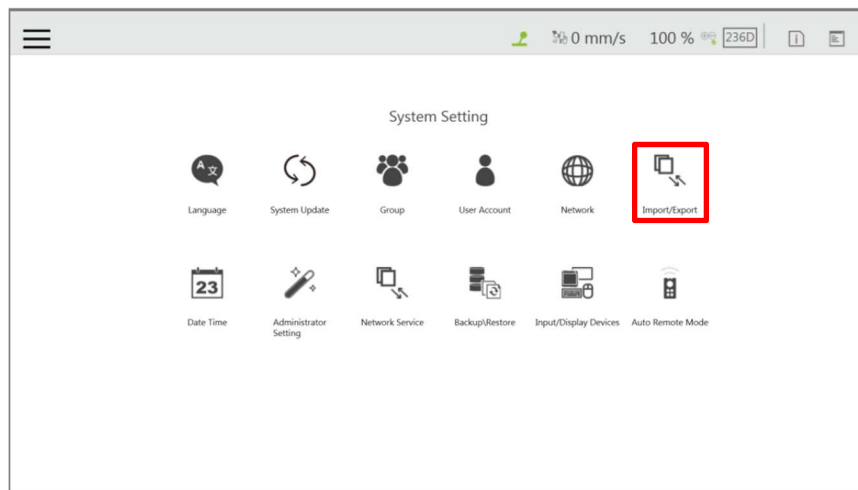 0 mm/s 100 % 236D
System Setting
Language System Update Group User Account Network Import/Export
23
Date Time Administrator Setting Network Service Backup\Restore Input/Display Devices Auto Remote Mode